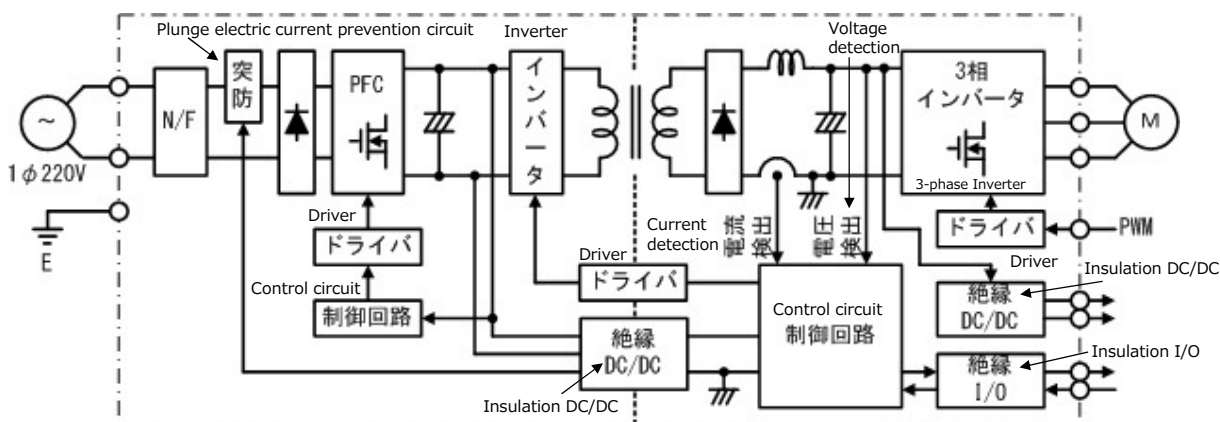 Plunge electric current prevention circuit
Inverter
Voltage
detection
突防
PFC
インバータ
3相
インバータ
N/F
~
M
1φ220V
3-phase Inverter
Driver
ドライバ
Current
detection
電流
検出
電圧
検出
ドライバ
PWM
E
Driver
ドライバ
Driver
Insulation DC/DC
Control circuit
制御回路
Control circuit
制御回路
絶縁
DC/DC
絶縁
DC/DC
Insulation I/O
Insulation DC/DC
絶縁
I/O